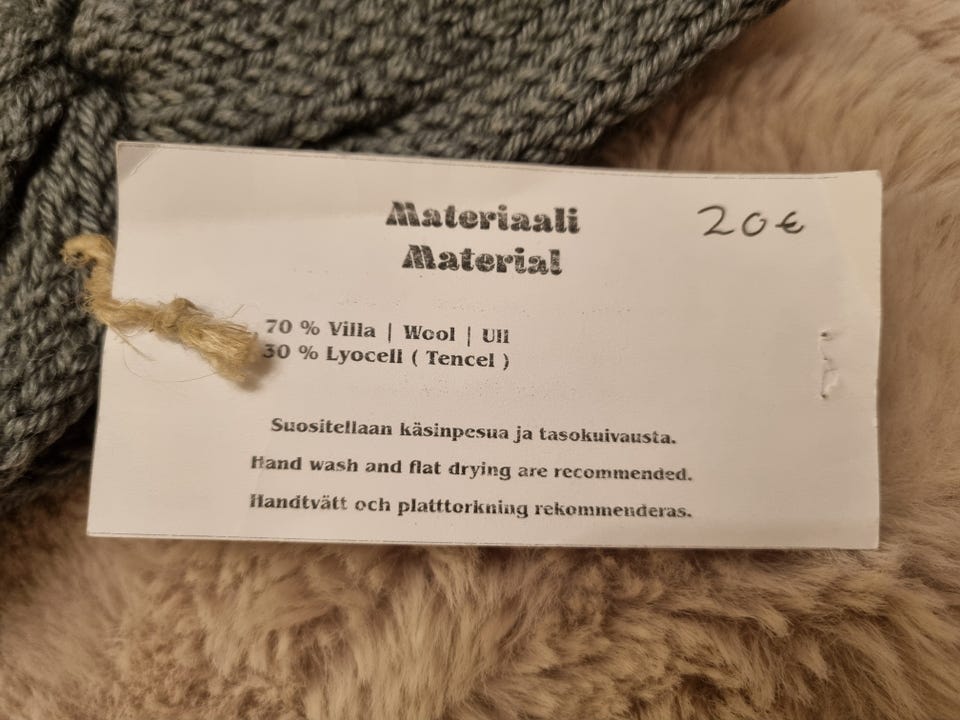 Materiaali
Material
20€
70 % Villa | Wool | Ull
30 % Lyocell ( Tencel )
Suositellaan käsinpesua ja tasokuivausta.
Hand wash and flat drying are recommended.
Handtvätt och platttorkning rekommenderas.